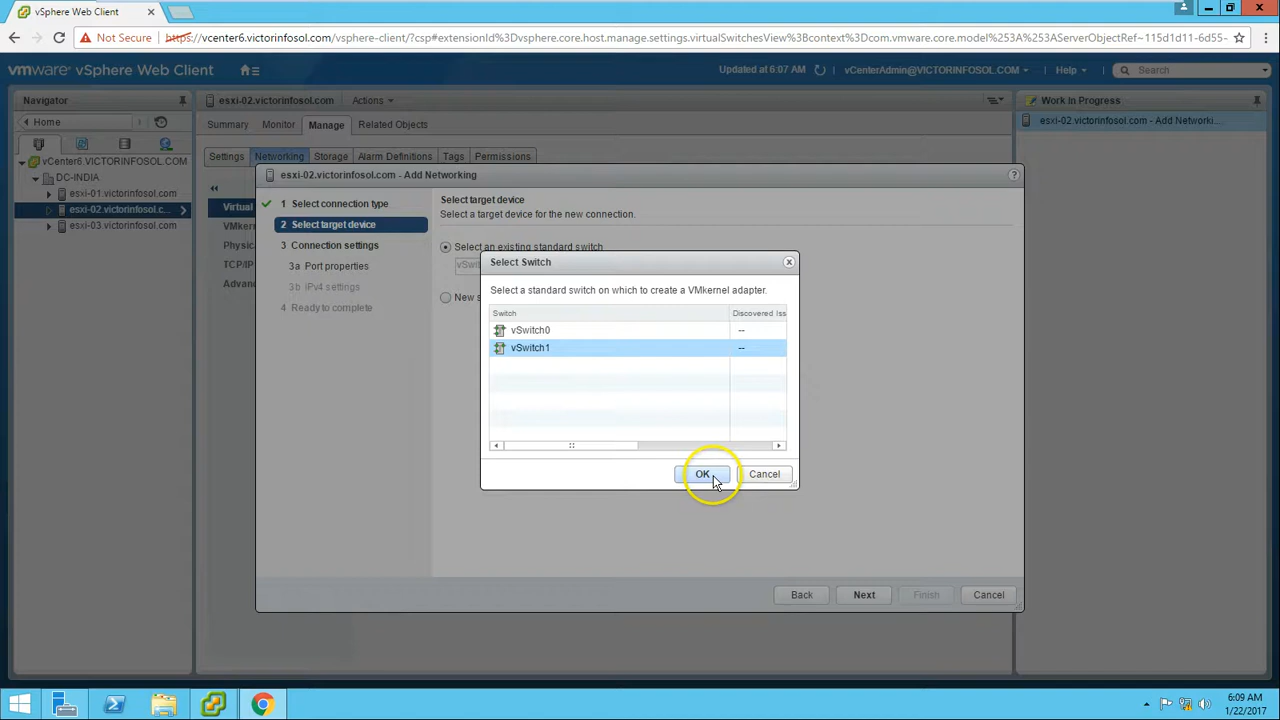 vSphere Web Client
Not Secure
https://vcenter6.victorinfosol.com/vsphere-client/?csp#extensionId%3Dvsphere.core.host.manage.settings.virtualSwitchesView%3Bcontext%3Dcom.vmware.core.model%253A%253AServerObjectRef~115d1d11-6d55-
vmware® vSphere Web Client
Updated at 6:07 AM
vCenterAdmin@VICTORINFOSOL.COM
Help
Search
Navigator
Home
vCenter6.VICTORINFOSOL.COM
DC-INDIA
esxi-01.victorinfosol.com
esxi-02.victorinfosol.c...
esxi-03.victorinfosol.com
esxi-02.victorinfosol.com
Actions
Summary
Monitor
Manage
Related Objects
Settings
Networking
Storage
Alarm Definitions
Tags
Permissions
Virtual
VMkern
Physic
TCP/IP
Advan
esxi-02.victorinfosol.com - Add Networking
1 Select connection type
2 Select target device
3 Connection settings
3a Port properties
3b IPv4 settings
4 Ready to complete
Select target device
Select a target device for the new connection.
Select an existing standard switch
vSwit
New s
Select Switch
Select a standard switch on which to create a VMkernel adapter.
Switch
Discovered Iss
vSwitch0
--
vSwitch1
--
OK
Cancel
Back
Next
Finish
Cancel
Work In Progress
esxi-02.victorinfosol.com - Add Networki...
6:09 AM
1/22/2017